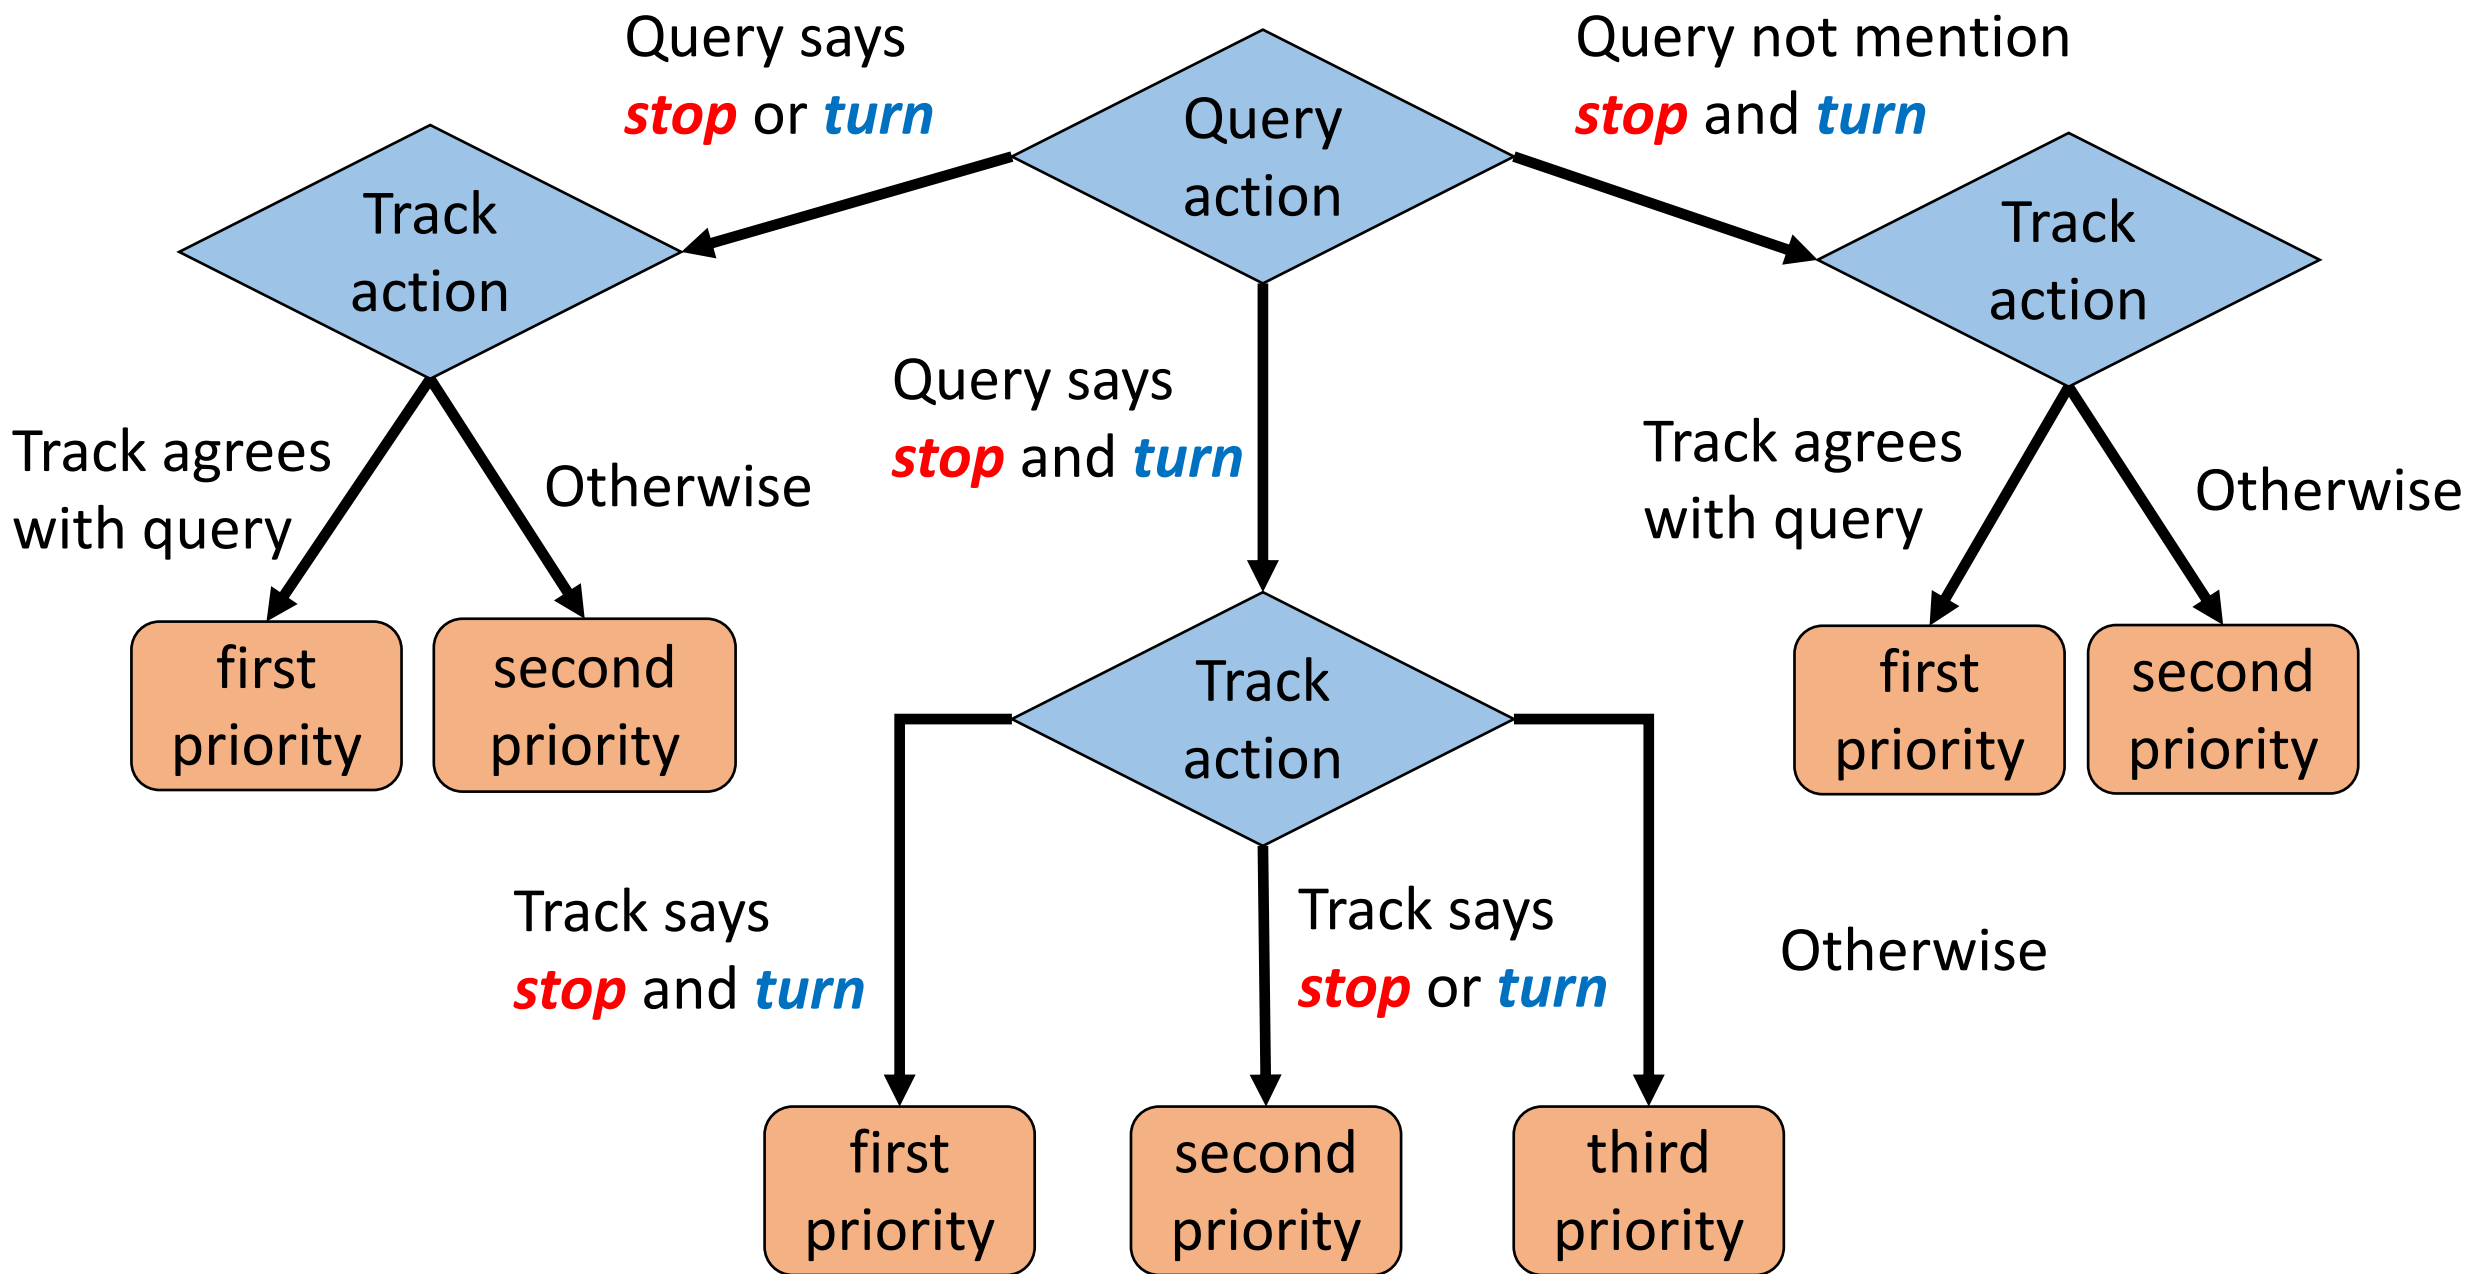 Query says
stop or turn
Query
action
Query not mention
stop and turn
Track
action
Track
action
Query says
stop and turn
Track agrees
with query
Otherwise
Track agrees
with query
Otherwise
first
priority
second
priority
Track
action
first
priority
second
priority
Track says
stop and turn
Track says
stop or turn
Otherwise
first
priority
second
priority
third
priority